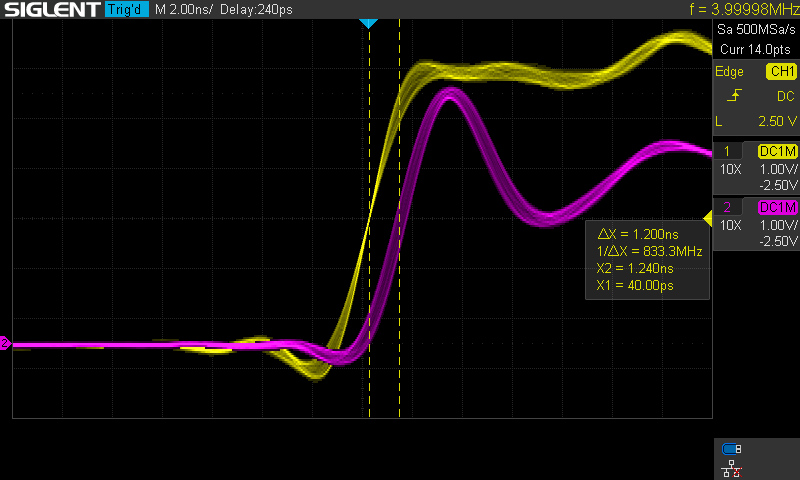 SIGLENT Trig'd M 2.00ns/ Delay:240ps f = 3.99998MHz
Sa 500MSa/s
Curr 14.0pts
Edge CH1
DC
L 2.50 V
1 DC1M
10X 1.00V/
-2.50V
2 DC1M
10X 1.00V/
-2.50V
ΔX = 1.200ns
1/ΔX = 833.3MHz
X2 = 1.240ns
X1 = 40.00ps
2